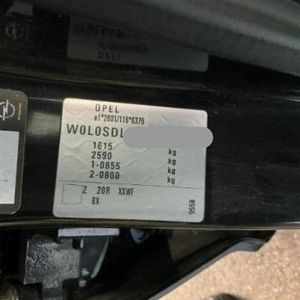 OPEL
e1*2001/116*0379
W0L0SDL
1615 kg
2590 kg
1-0855 kg
2-0800 kg
Z 20R XXWF
BX
9558